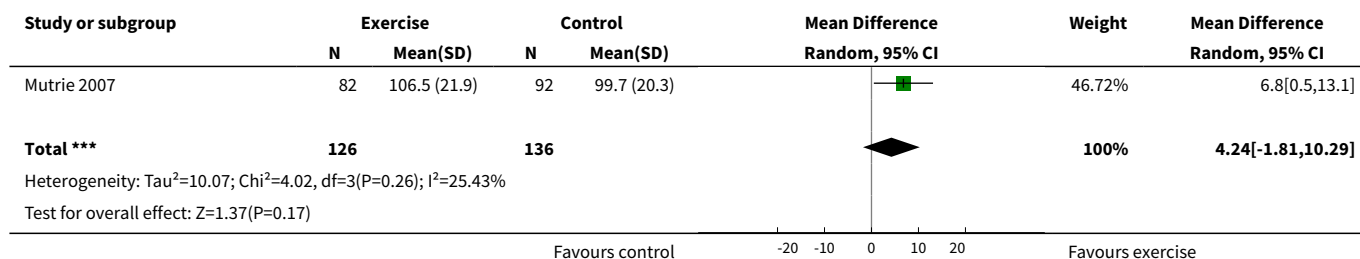 Study or subgroup Exercise Control Mean Difference Weight Mean Difference
N Mean(SD) N Mean(SD) Random, 95% CI Random, 95% CI
Mutrie 2007 82 106.5 (21.9) 92 99.7 (20.3) 46.72% 6.8[0.5,13.1]
Total *** 126 136 100% 4.24[-1.81,10.29]
Heterogeneity: Tau²=10.07; Chi²=4.02, df=3(P=0.26); I²=25.43%
Test for overall effect: Z=1.37(P=0.17)
Favours control -20 -10 0 10 20 Favours exercise